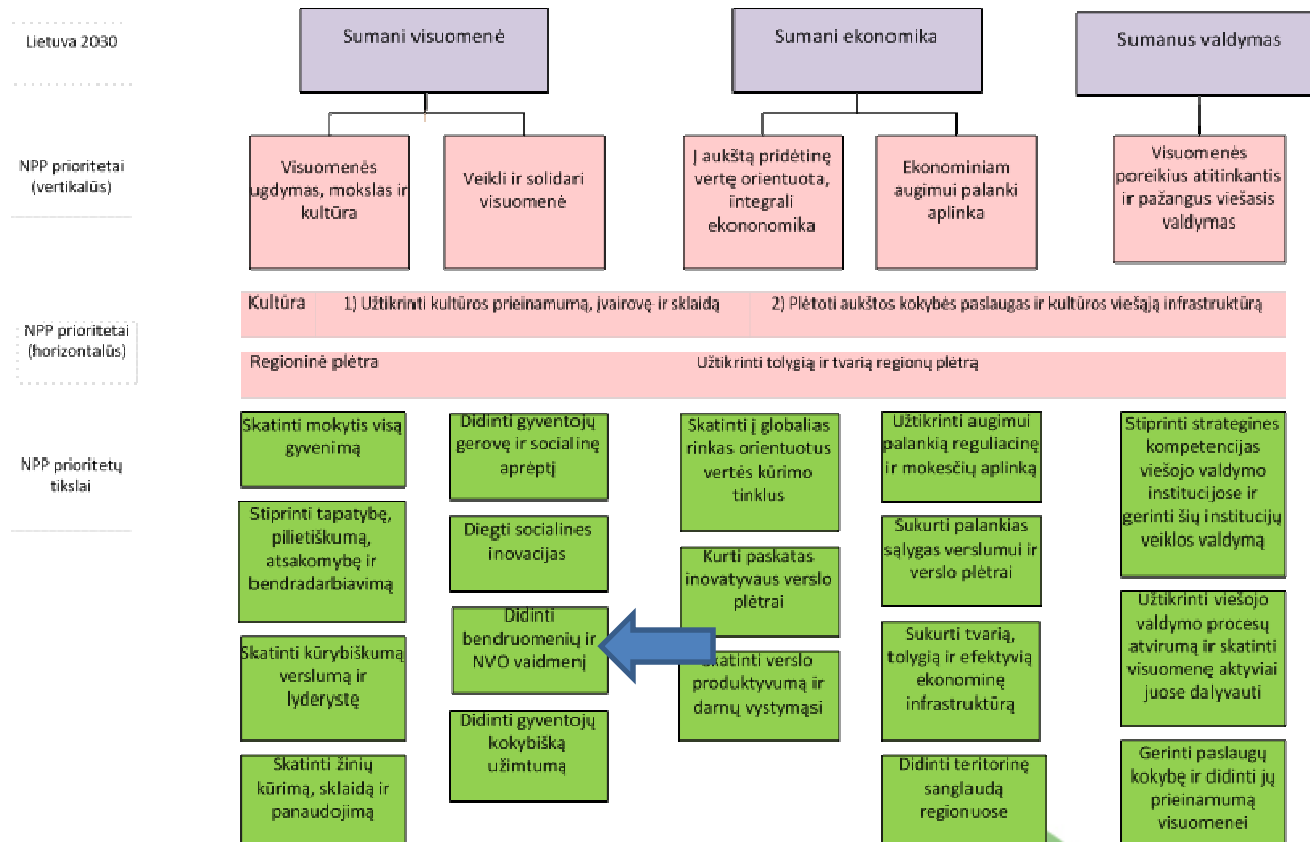 Lietuva 2030
Sumani visuomenė
Sumani ekonomika
Sumanus valdymas
NPP prioritetai
(vertikalūs)
Visuomenės
ugdymas, mokslas ir
kultūra
Veikli ir solidari
visuomenė
Į aukštą pridėtinę
vertę orientuota,
integrali
ekononomika
Ekonominiam
augimui palanki
aplinka
Visuomenės
poreikius atitinkantis
ir pažangus viešasis
valdymas
NPP prioritetai
(horizontalūs)
Kultūra
1) Užtikrinti kultūros prieinamumą, įvairovę ir sklaidą
2) Plėtoti aukštos kokybės paslaugas ir kultūros viešąją infrastruktūrą
Regioninė plėtra
Užtikrinti tolygią ir tvarią regionų plėtrą
NPP prioritetų
tikslai
Skatinti mokytis visą
gyvenimą
Stiprinti tapatybę,
pilietiškumą,
atsakomybę ir
bendradarbiavimą
Skatinti kūrybiškumą
verslumą ir
lyderystę
Skatinti žinių
kūrimą, sklaidą ir
panaudojimą
Didinti gyventojų
gerovę ir socialinę
aprėptį
Diegti socialines
inovacijas
Didinti
bendruomenių ir
NVO vaidmenį
Didinti gyventojų
kokybišką
užimtumą
Skatinti į globalias
rinkas orientuotus
vertės kūrimo
tinklus
Kurti paskatas
inovatyvaus verslo
plėtrai
Skatinti verslo
produktyvumą ir
darnų vystymąsi
Užtikrinti augimui
palankią reguliacinę
ir mokesčių aplinką
Sukurti palankias
sąlygas verslumui ir
verslo plėtrai
Sukurti tvarią,
tolygią ir efektyvią
ekonominę
infrastruktūrą
Didinti teritorinę
sanglaudą
regionuose
Stiprinti strategines
kompetencijas
viešojo valdymo
institucijose ir
gerinti šių institucijų
veiklos valdymą
Užtikrinti viešojo
valdymo procesų
atvirumą ir skatinti
visuomenę aktyviai
juose dalyvauti
Gerinti paslaugų
kokybę ir didinti jų
prieinamumą
visuomenei